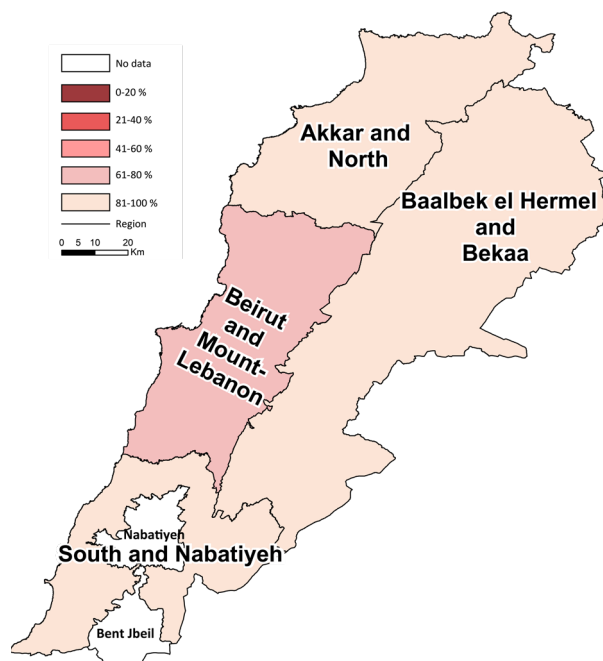 No data
0-20 %
21-40 %
41-60 %
61-80 %
81-100 %
Region
0 5 10 20
Km
Akkar and
North
Baalbek el Hermel
and
Bekaa
Beirut
and
Mount-
Lebanon
Nabatiyeh
South and Nabatiyeh
Bent Jbeil